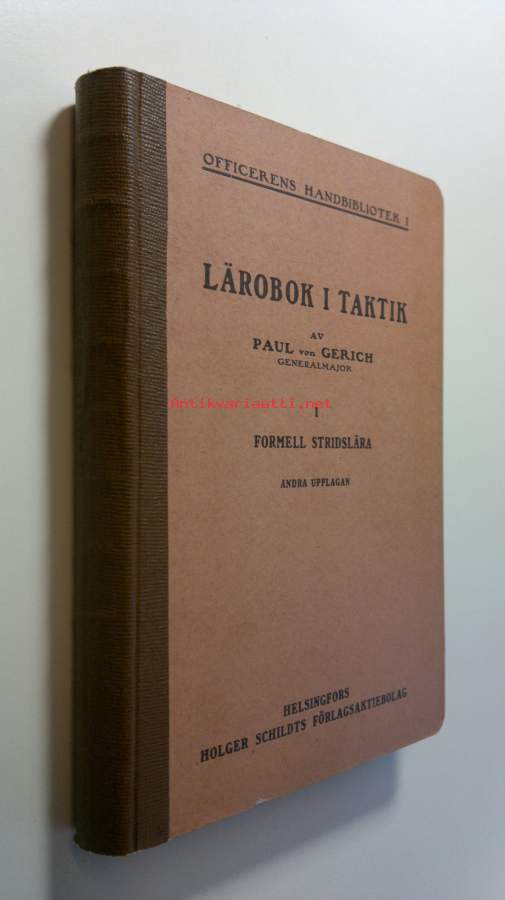 OFFICERENS HANDBIBLIOTEK I
LÄROBOK I TAKTIK
AV
PAUL von GERICH
GENERALMAJOR
I
Antikvariaatti.net
FORMELL STRIDSLÄRA
ANDRA UPPLAGAN
HELSINGFORS
HOLGER SCHILDTS FÖRLAGSAKTIEBOLAG